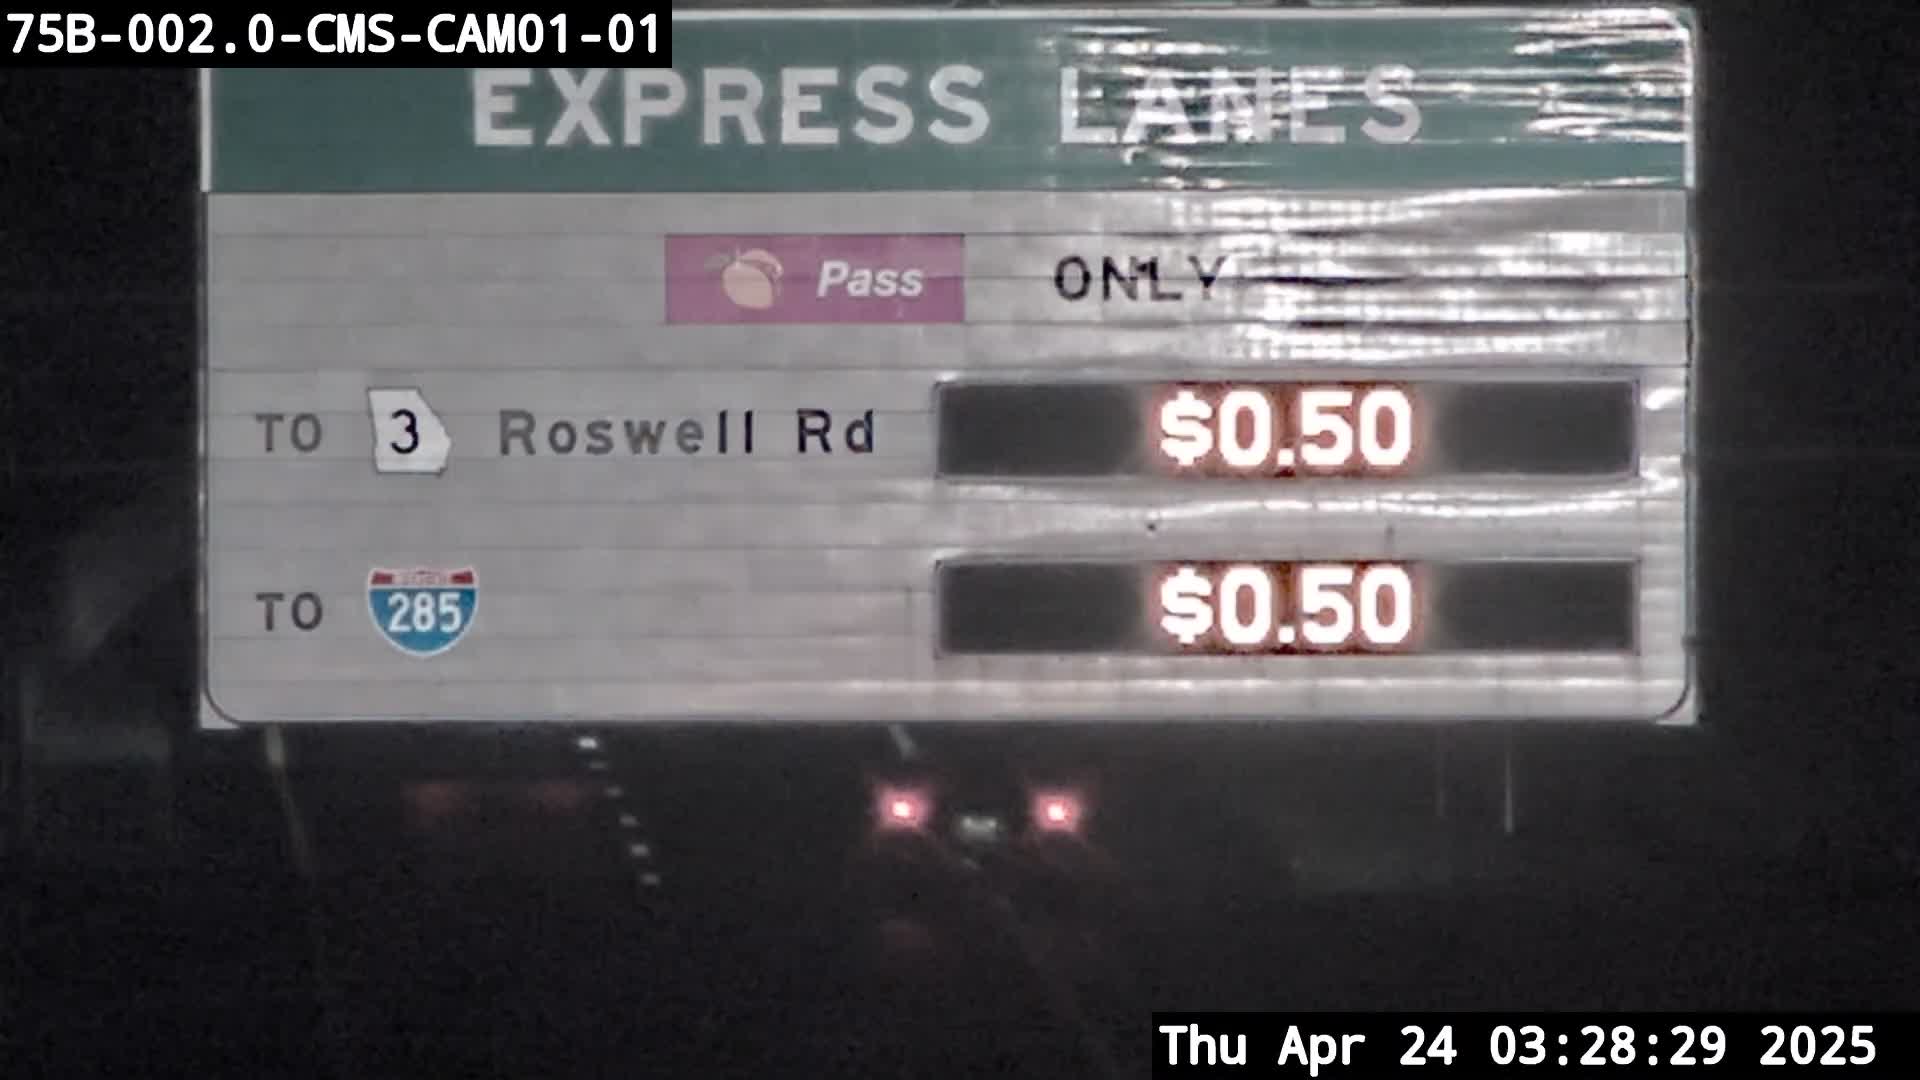 75B-002.0-CMS-CAM01-01
EXPRESS LANES
Pass ONLY
TO 3 Roswell Rd $0.50
TO 285 $0.50
Thu Apr 24 03:28:29 2025